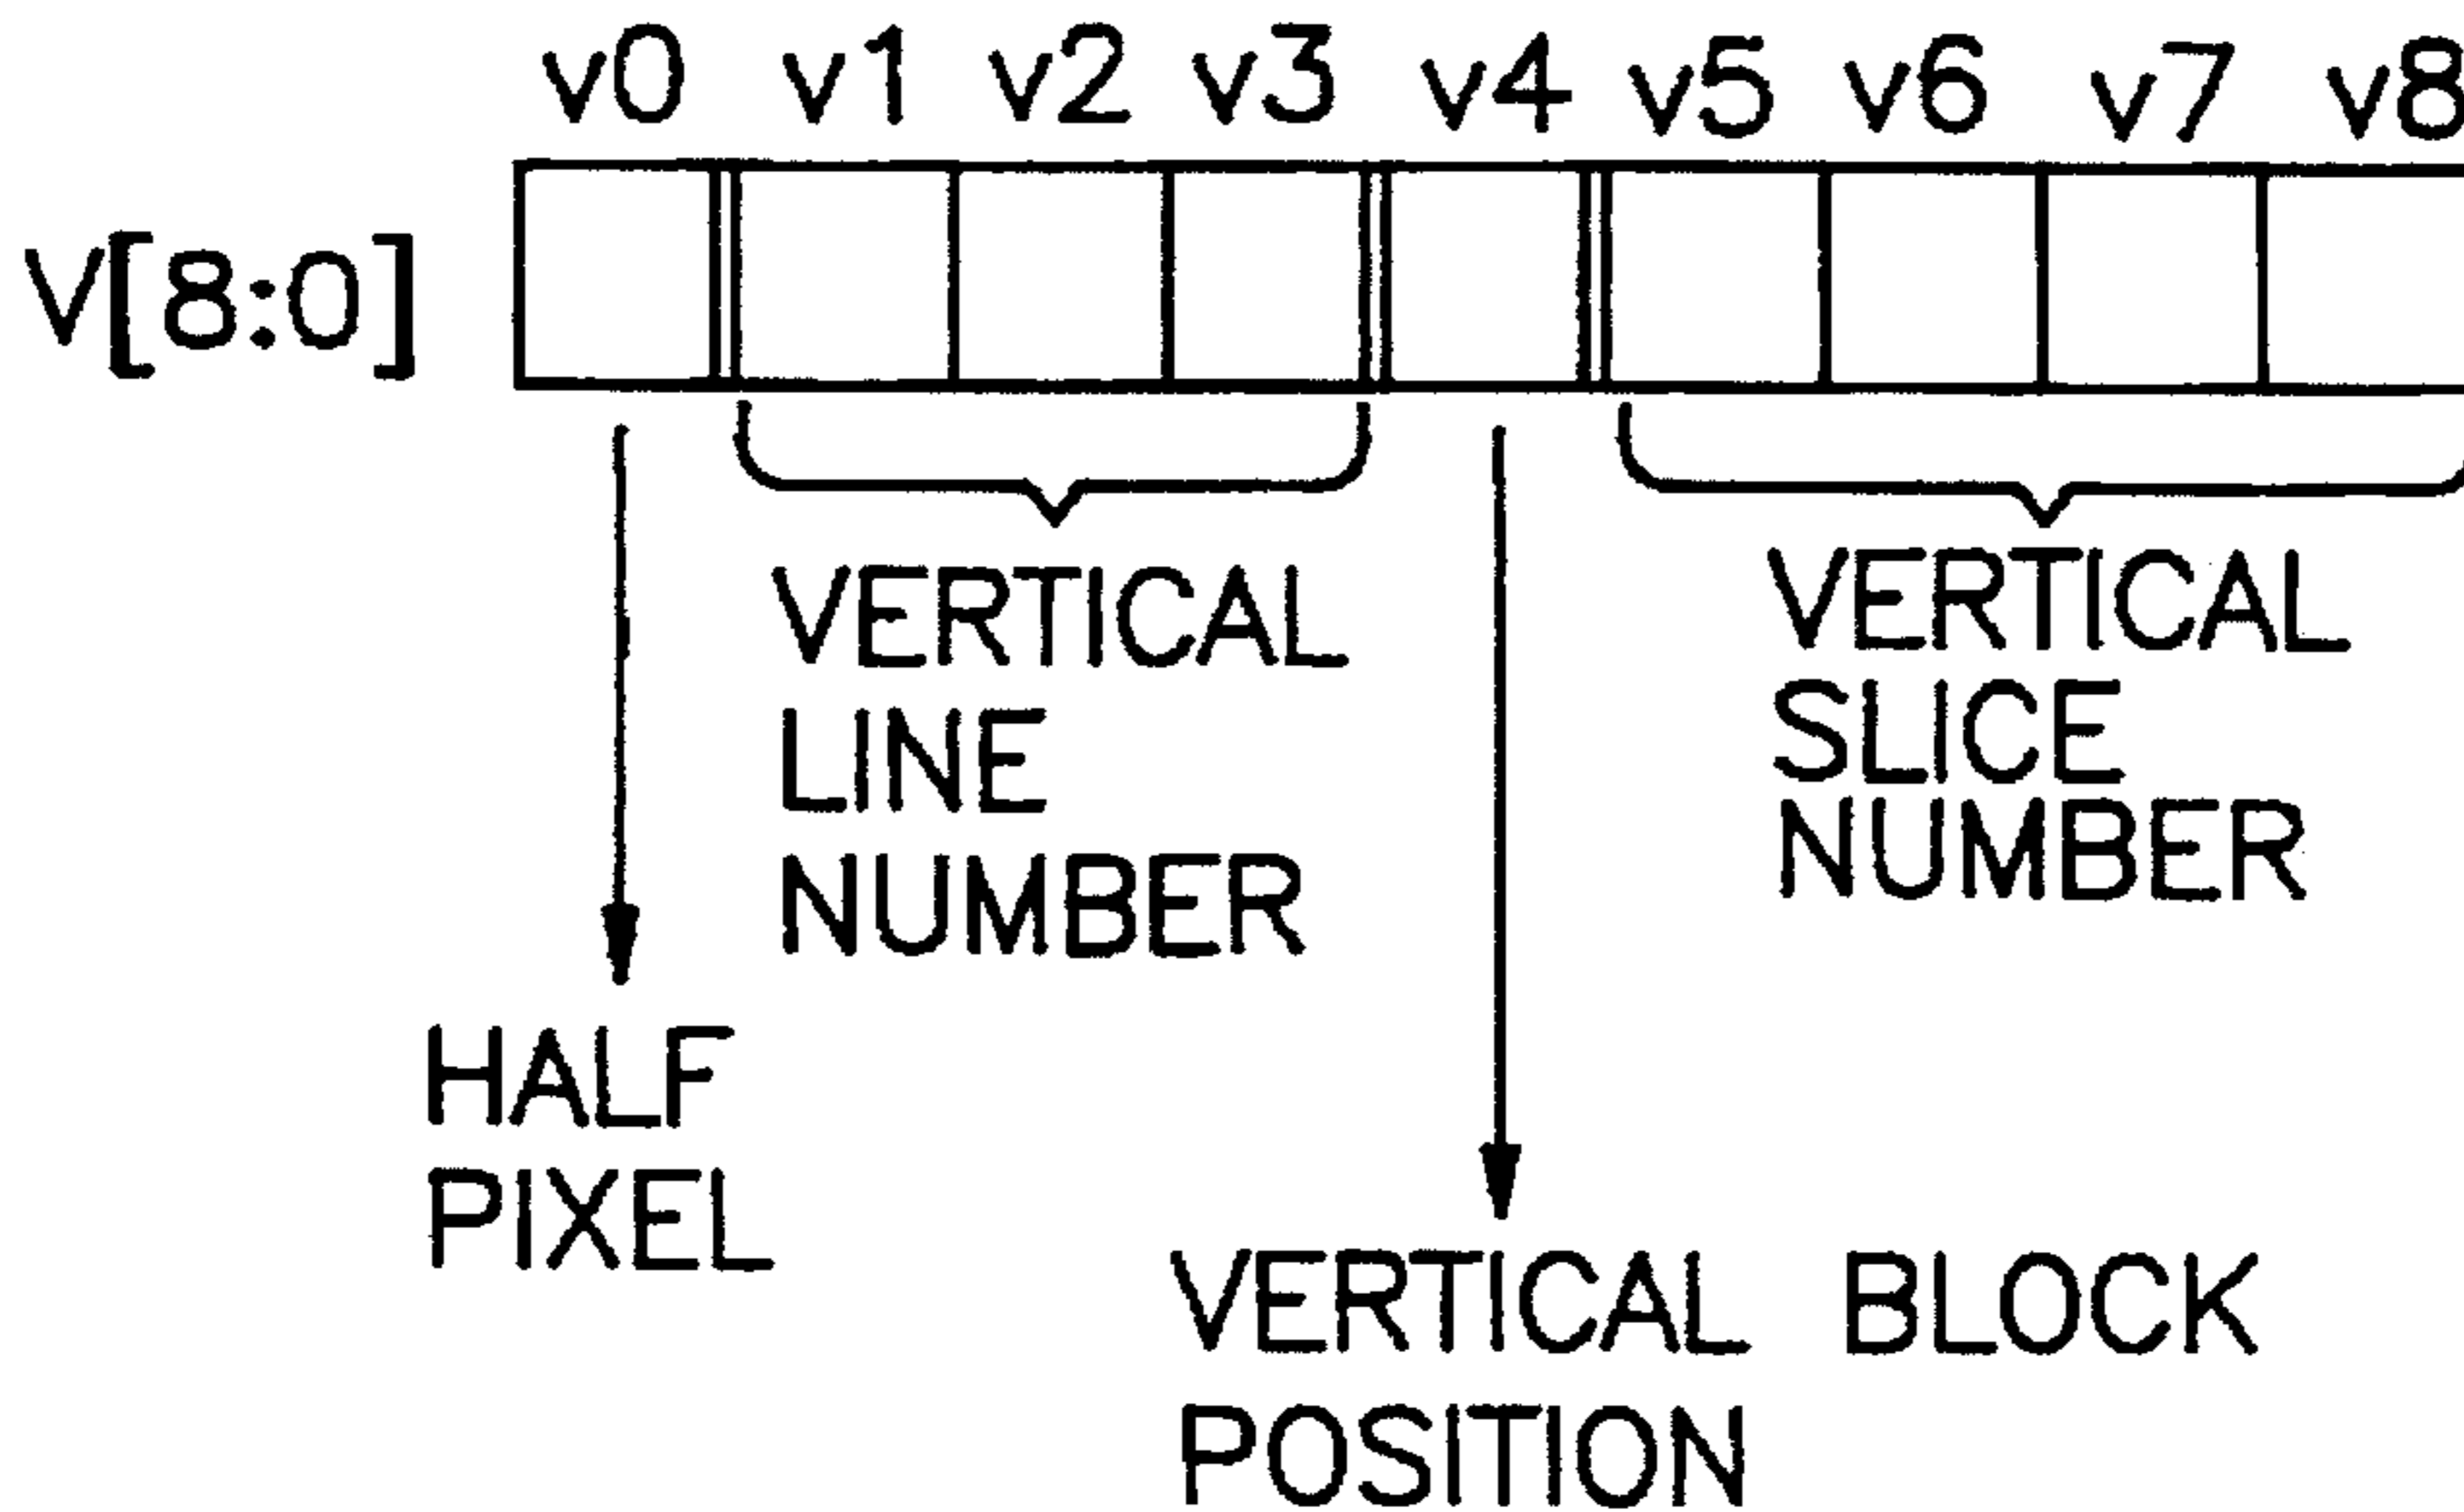 v0 v1 v2 v3 v4 v5 v6 v7 v8
V[8:0]
VERTICAL
LINE
NUMBER
VERTICAL
SLICE
NUMBER
HALF
PIXEL
VERTICAL BLOCK
POSITION